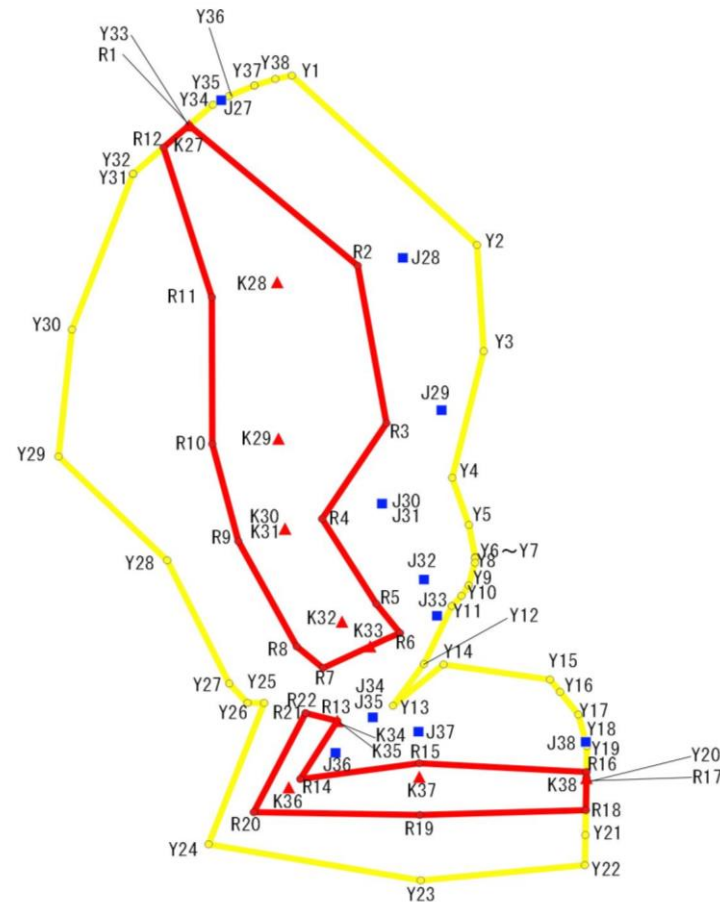 Y36
Y33
R1
Y35
Y37
Y38
Y1
Y34
J27
R12
K27
Y32
Y31
R2
Y2
J28
K28
R11
Y30
Y3
J29
R3
K29
R10
Y29
Y4
J30
J31
K30
K31
R4
Y5
R9
Y6～Y7
Y8
Y28
J32
Y9
Y10
R5
J33
Y11
K32
K33
R6
Y12
R8
R7
Y14
Y15
Y27
Y25
Y26
J34
J35
Y13
Y16
R22
R21
R13
K34
K35
J37
Y17
Y18
J38
Y19
J36
R15
R16
Y20
R14
K36
K37
K38
R17
R20
R19
R18
Y21
Y24
Y22
Y23